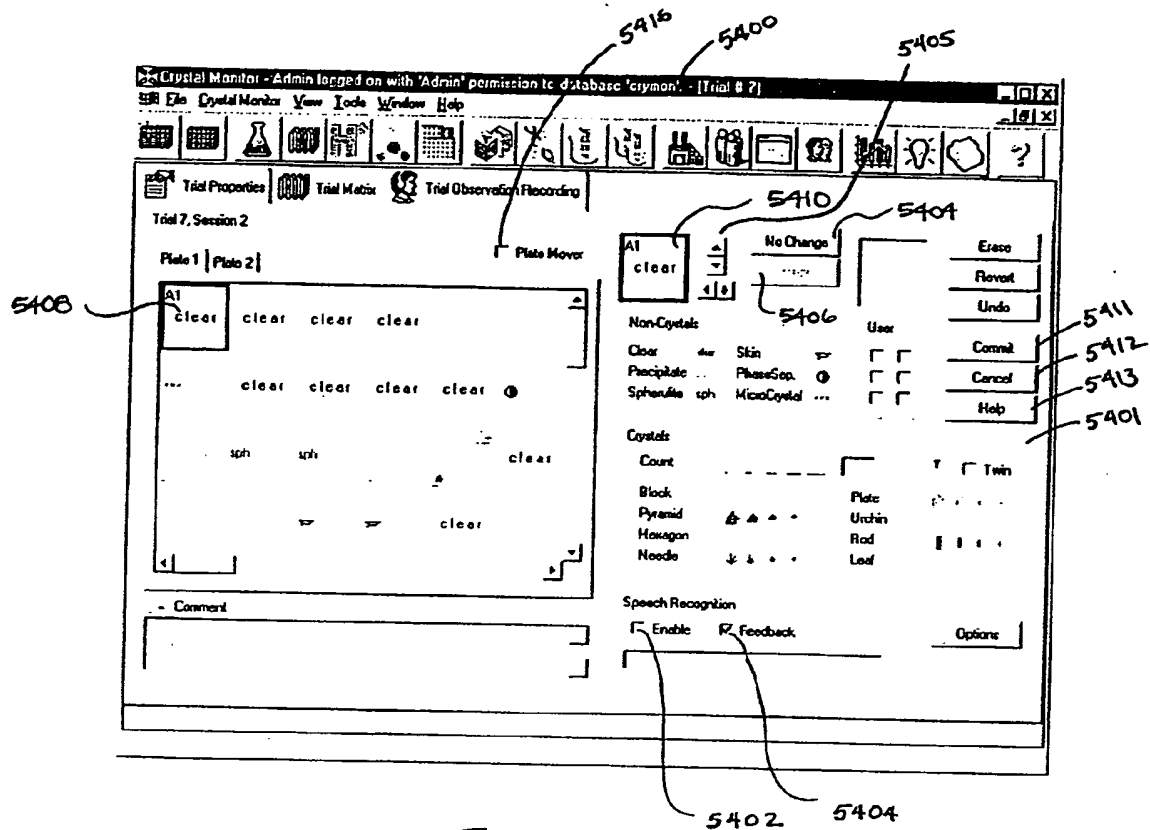 5416
5400
5405
Crystal Monitor - Admin logged on with 'Admin' permission to database 'crymon'. - [Trial # 7]
File Crystal Monitor View Tools Window Help
Trial Properties Trial Matrix Trial Observation Recording
5410
5404
Trial 7, Session 2
Plate Mover
Plate 1 Plate 2
A1
clear
No Change
Erase
Revert
Undo
5408
A1
clear clear clear clear
5406
5411
Non-Crystals User
Commit
5412
Clear Skin
Cancel
5413
Precipitate PhaseSep.
Help
Spherulite sph MicroCrystal
5401
clear clear clear clear
Crystals
sph sph clear
Count Twin
Block Plate
Pyramid Urchin
Hexagon Rod
Needle Leaf
clear
Comment
Speech Recognition
Enable Feedback Options
5402
5404